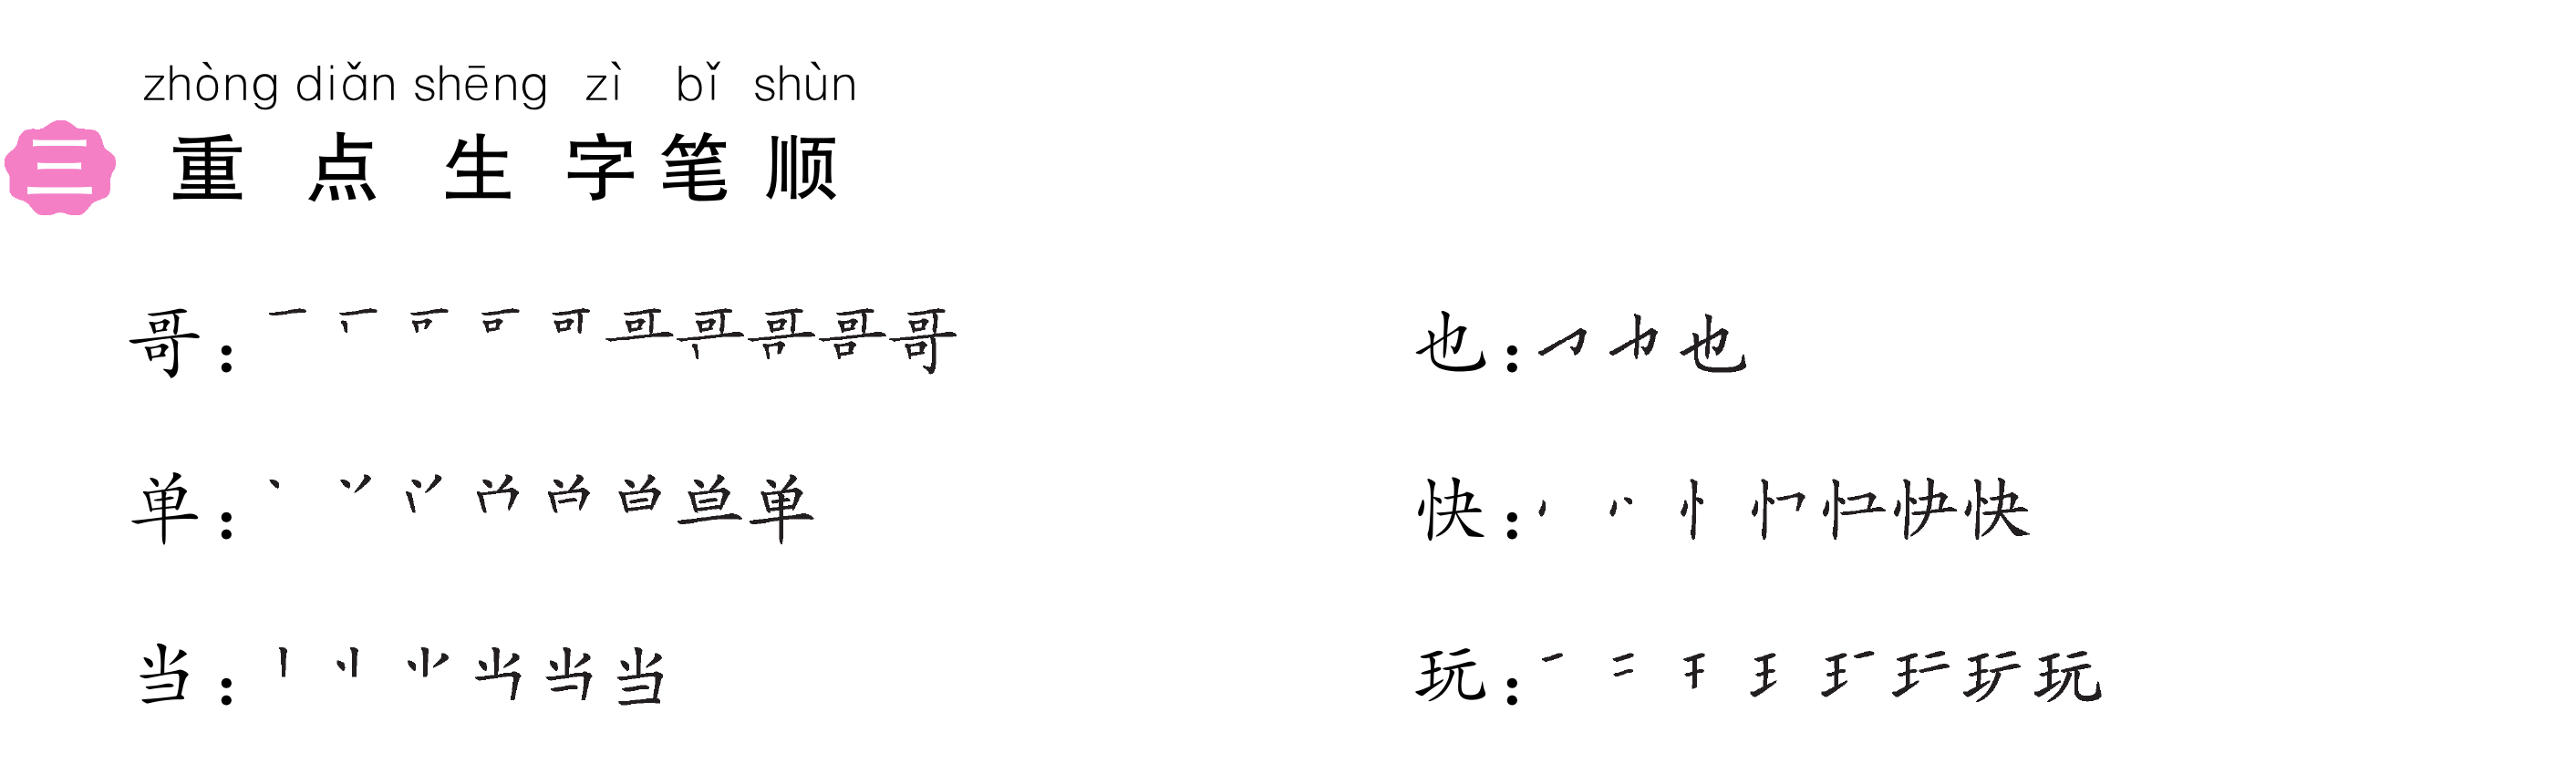 zhòng diǎn shēng zì bǐ shùn
三 重点生字笔顺
哥：
也：
单：
快：
当：
玩：